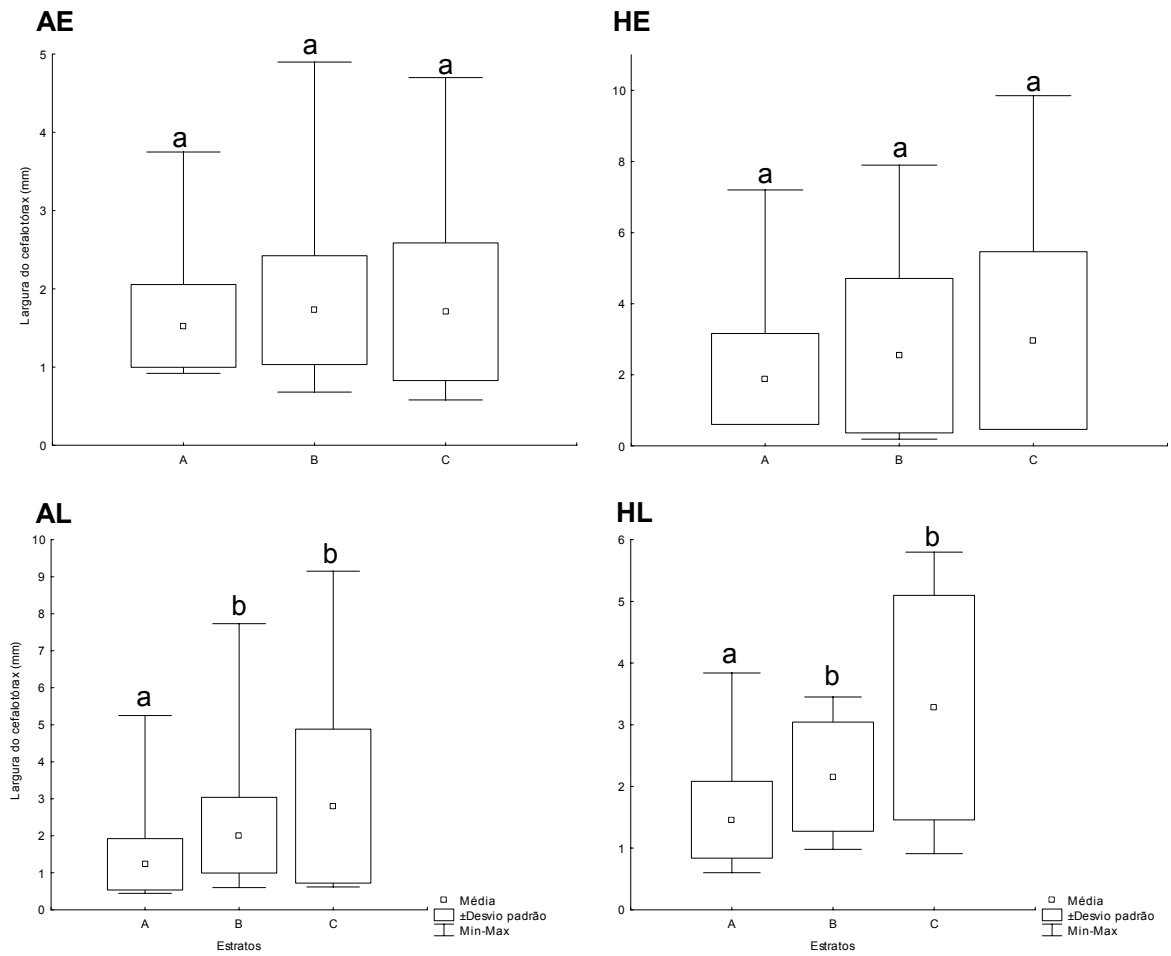 AE
a
a
a
5
4
3
2
1
0
Largura do cefalotórax (mm)
A B C
HE
a
a
a
10
8
6
4
2
0
A B C
AL
a
b
b
10
9
8
7
6
5
4
3
2
1
0
Largura do cefalotórax (mm)
A B C
Estratos
Média
±Desvio padrão
Min-Max
HL
a
b
b
6
5
4
3
2
1
0
A B C
Média
±Desvio padrão
Min-Max